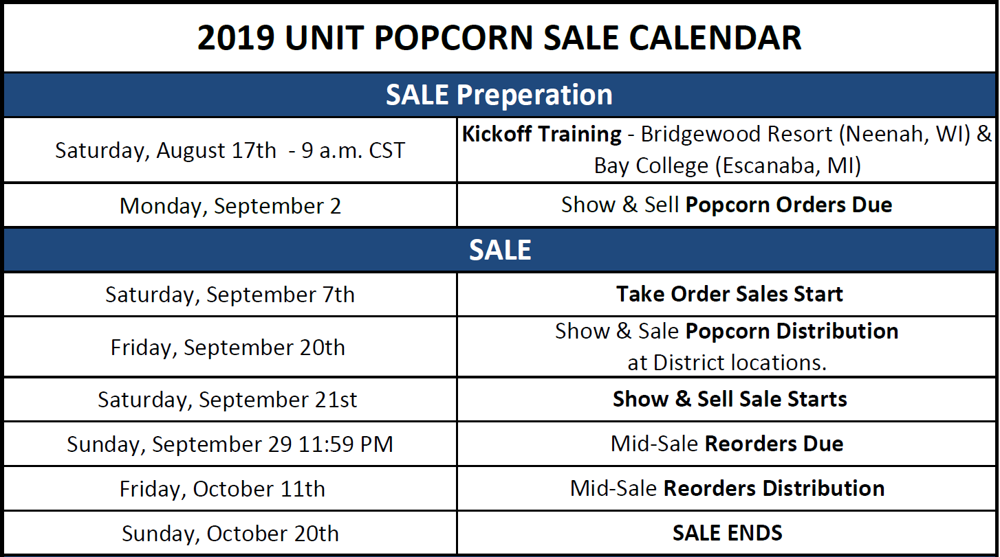 2019 UNIT POPCORN SALE CALENDAR
SALE Preperation
Saturday, August 17th - 9 a.m. CST
Kickoff Training - Bridgewood Resort (Neenah, WI) &
Bay College (Escanaba, MI)
Monday, September 2
Show & Sell Popcorn Orders Due
SALE
Saturday, September 7th
Take Order Sales Start
Friday, September 20th
Show & Sale Popcorn Distribution
at District locations.
Saturday, September 21st
Show & Sell Sale Starts
Sunday, September 29 11:59 PM
Mid-Sale Reorders Due
Friday, October 11th
Mid-Sale Reorders Distribution
Sunday, October 20th
SALE ENDS